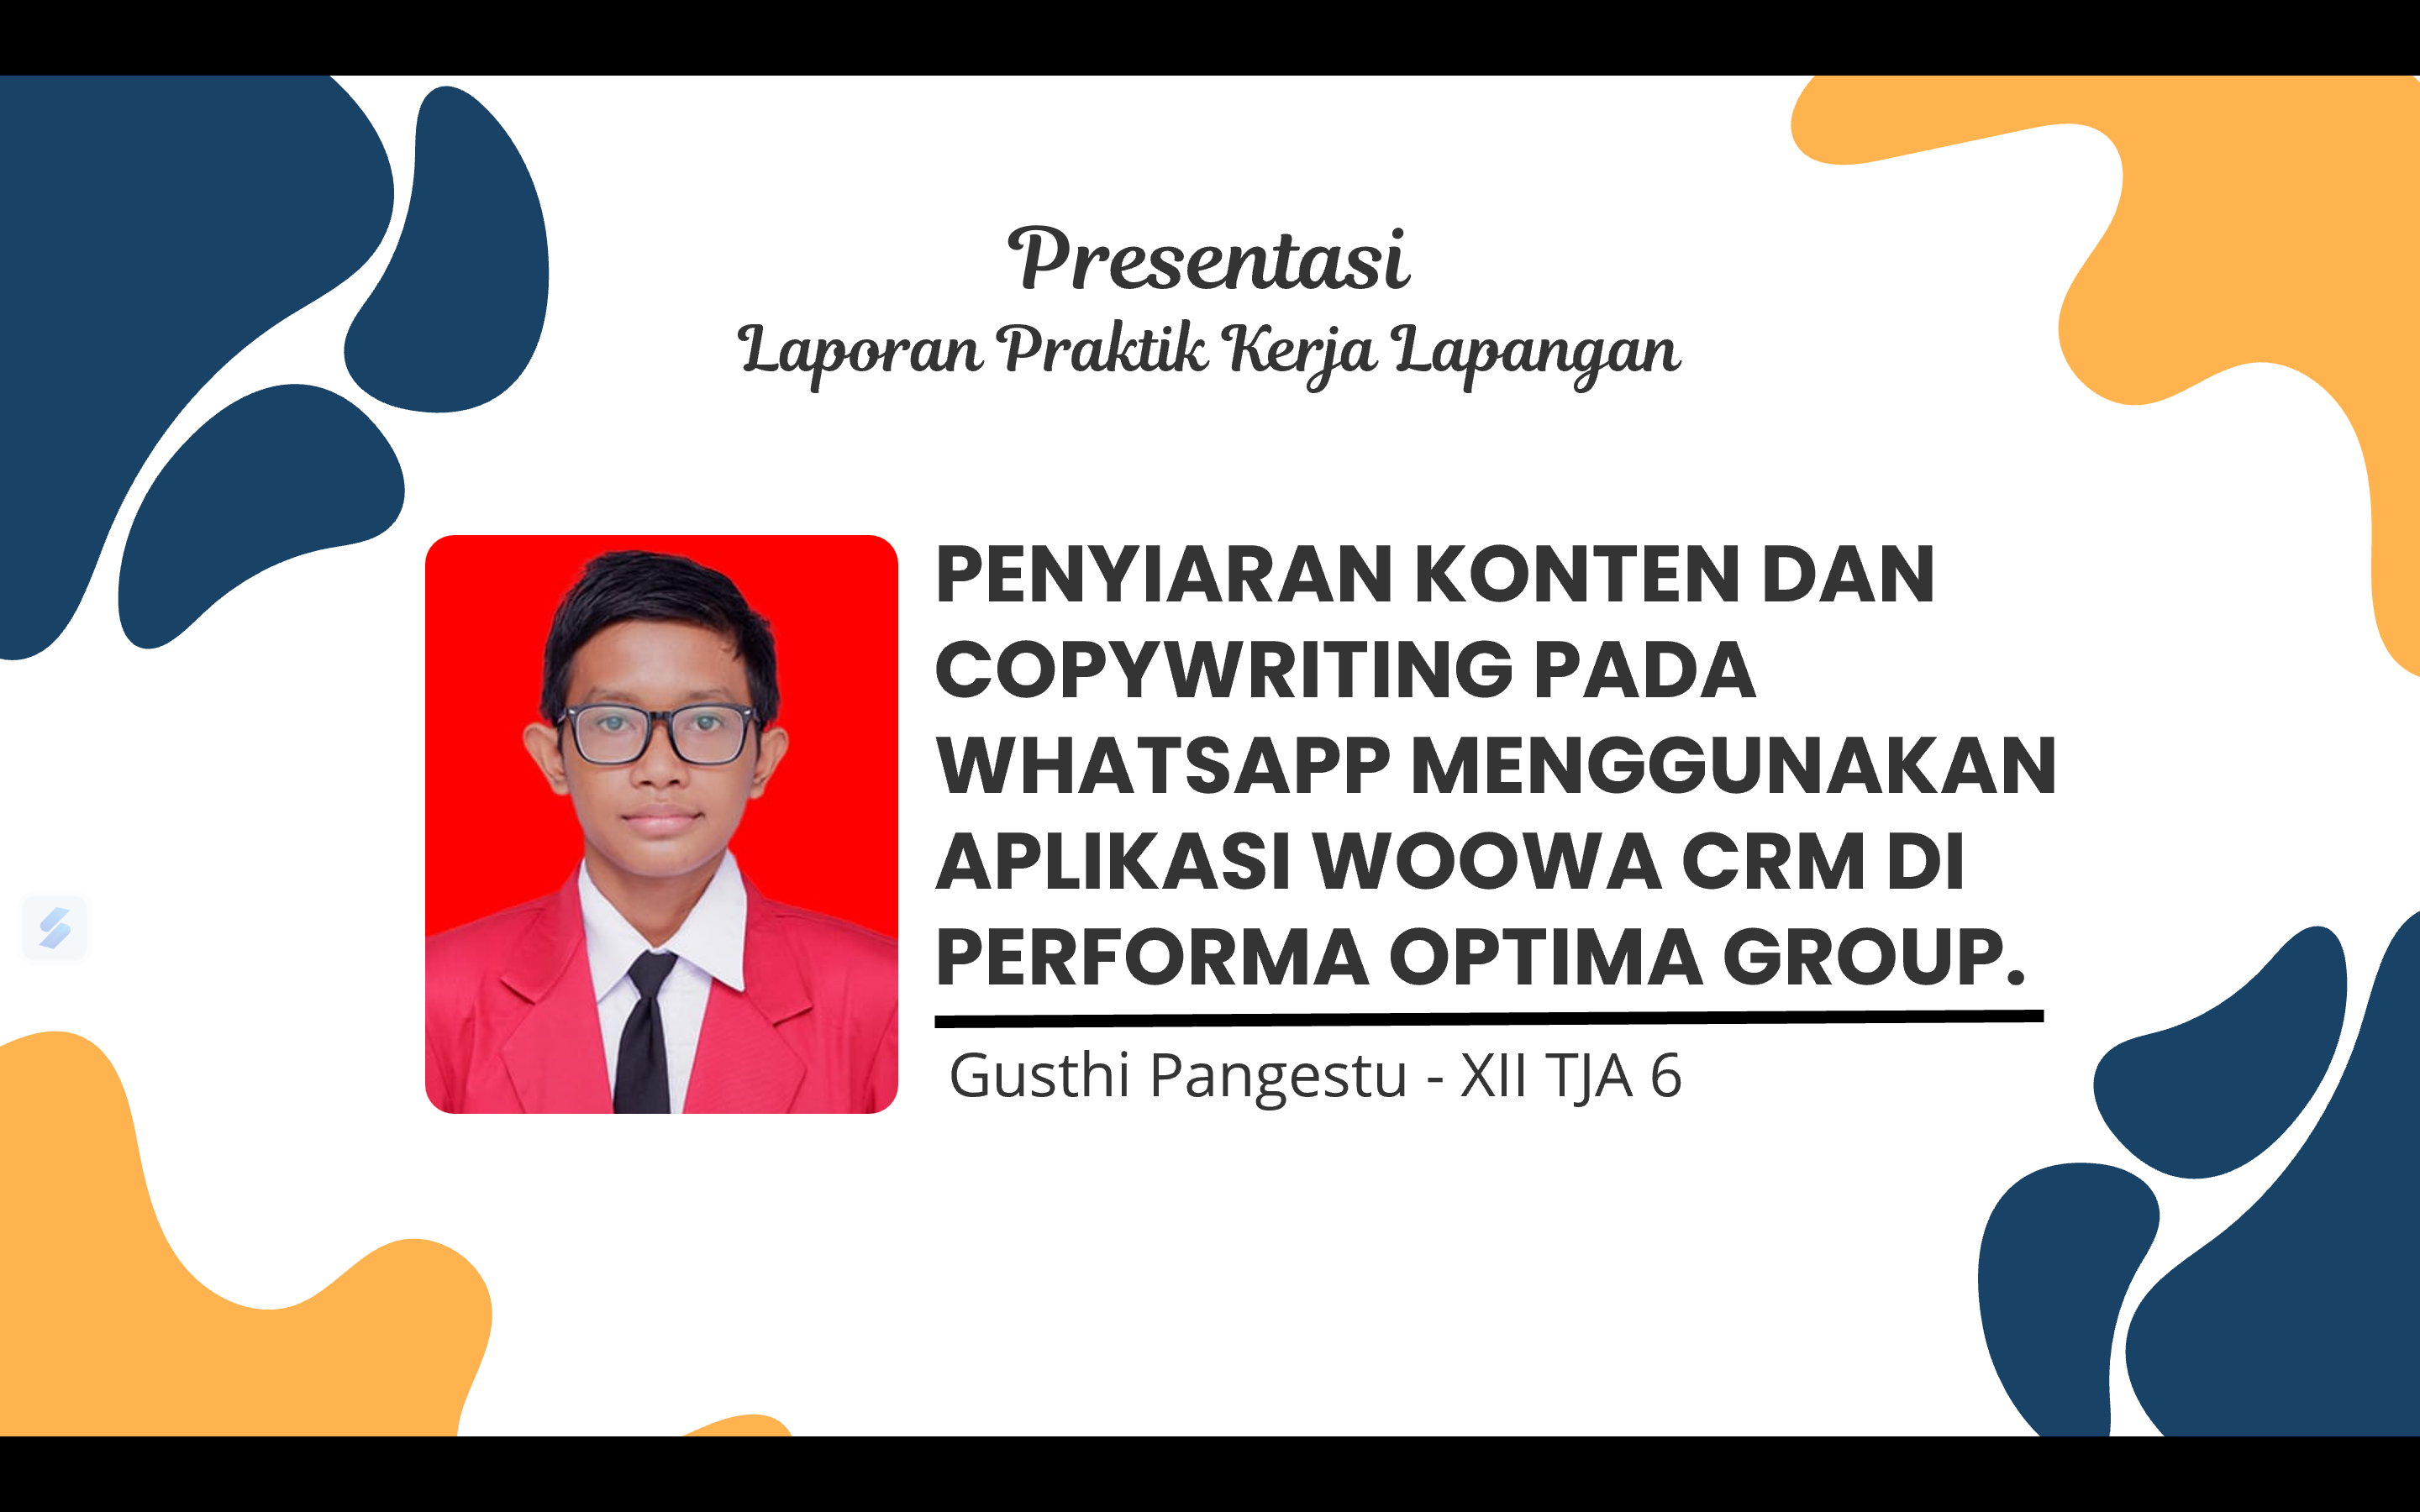 Presentasi
Laporan Praktik Kerja Lapangan
PENYIARAN KONTEN DAN
COPYWRITING PADA
WHATSAPP MENGGUNAKAN
APLIKASI WOOWA CRM DI
PERFORMA OPTIMA GROUP.
Gusthi Pangestu - XII TJA 6